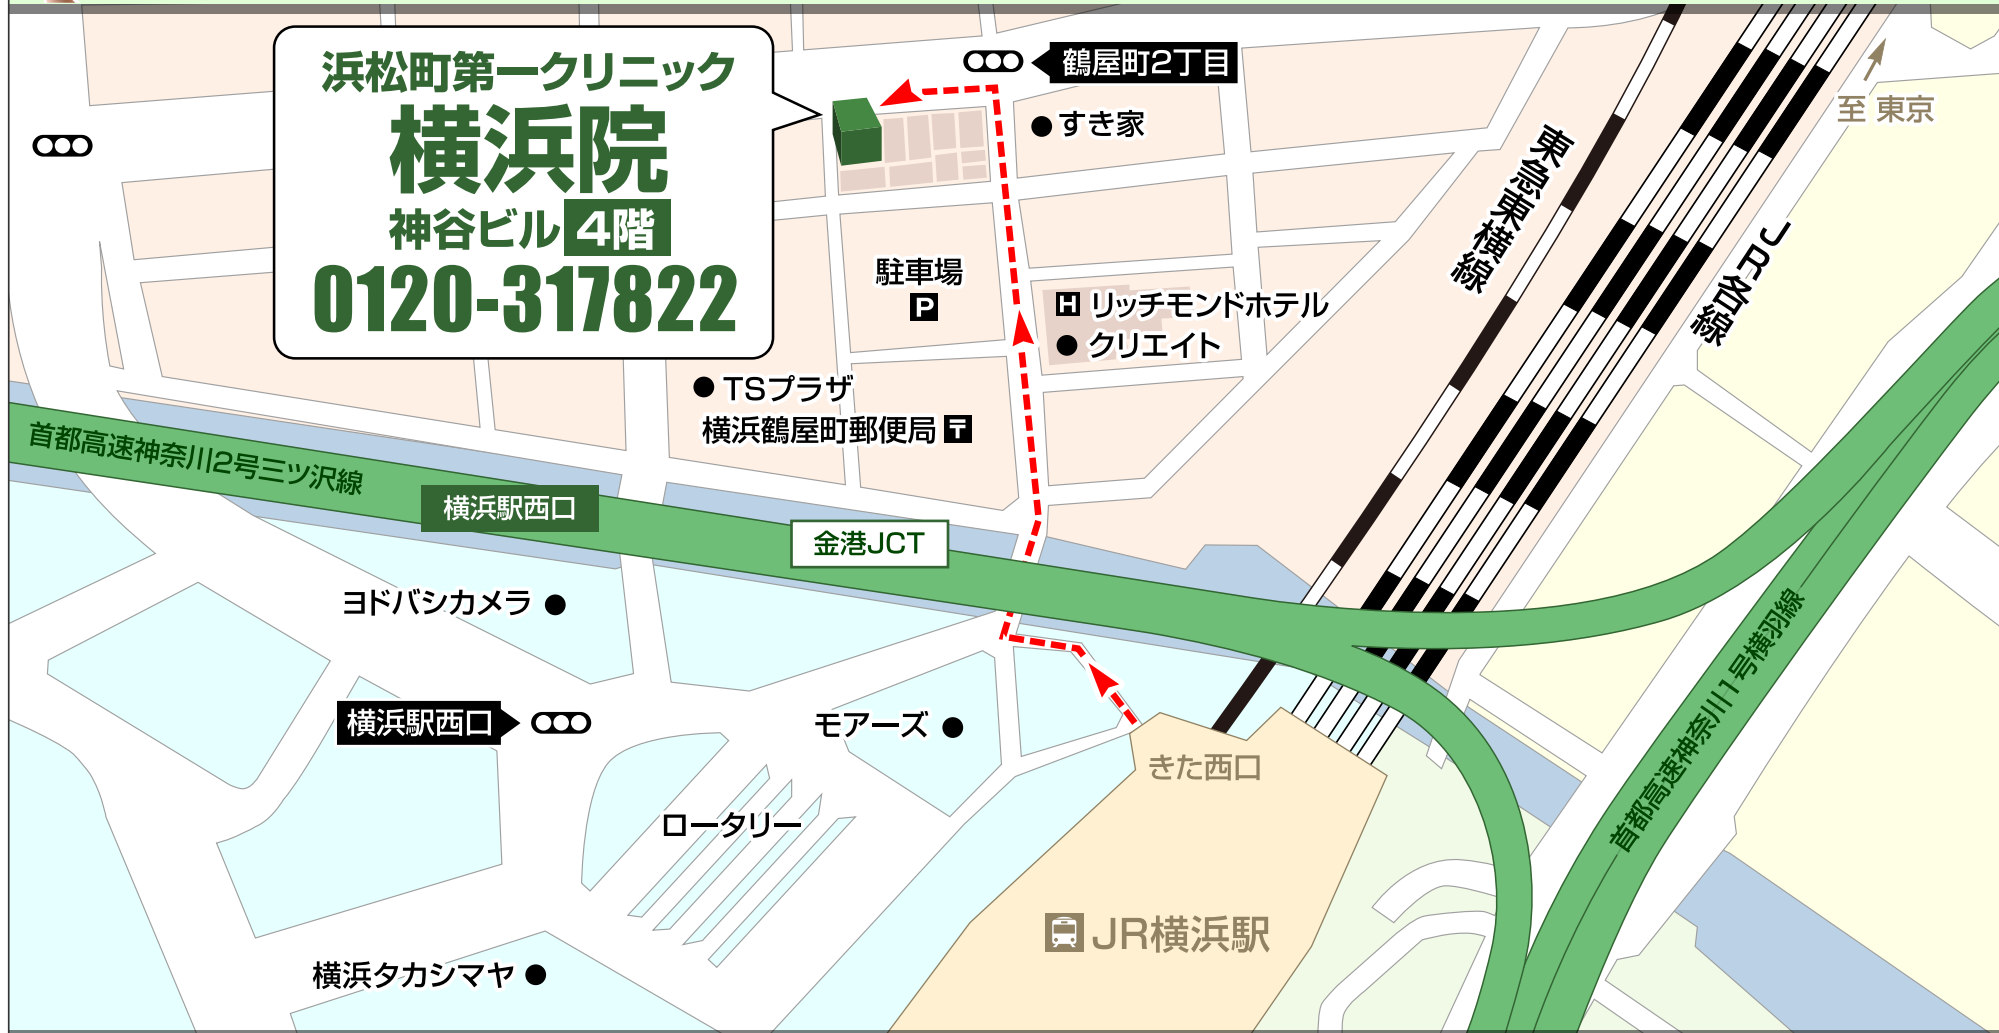 浜松町第一クリニック
横浜院
神谷ビル 4階
0120-317822
鶴屋町2丁目
すき家
至 東京
東急東横線
JR各線
駐車場
P
H リッチモンドホテル
クリエイト
TSプラザ
横浜鶴屋町郵便局 〒
首都高速神奈川2号三ツ沢線
横浜駅西口
金港JCT
ヨドバシカメラ
首都高速神奈川1号横羽線
横浜駅西口
モアーズ
きた西口
ロータリー
JR横浜駅
横浜タカシマヤ